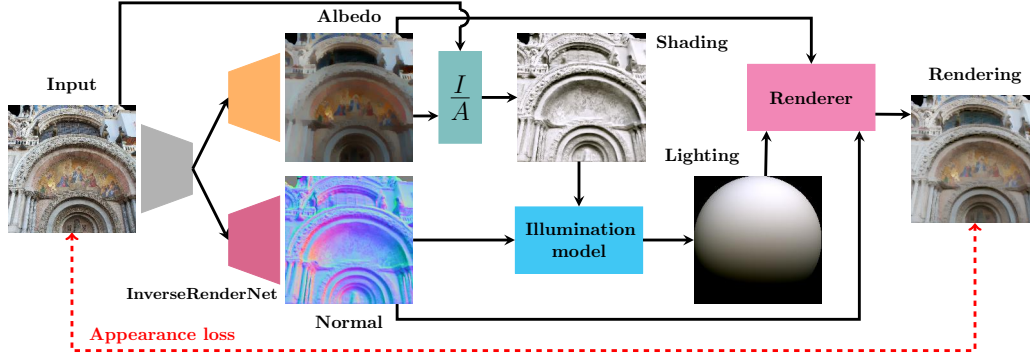 Albedo
Shading
Input
I
A
Renderer
Rendering
Lighting
Illumination
model
InverseRenderNet
Normal
Appearance loss